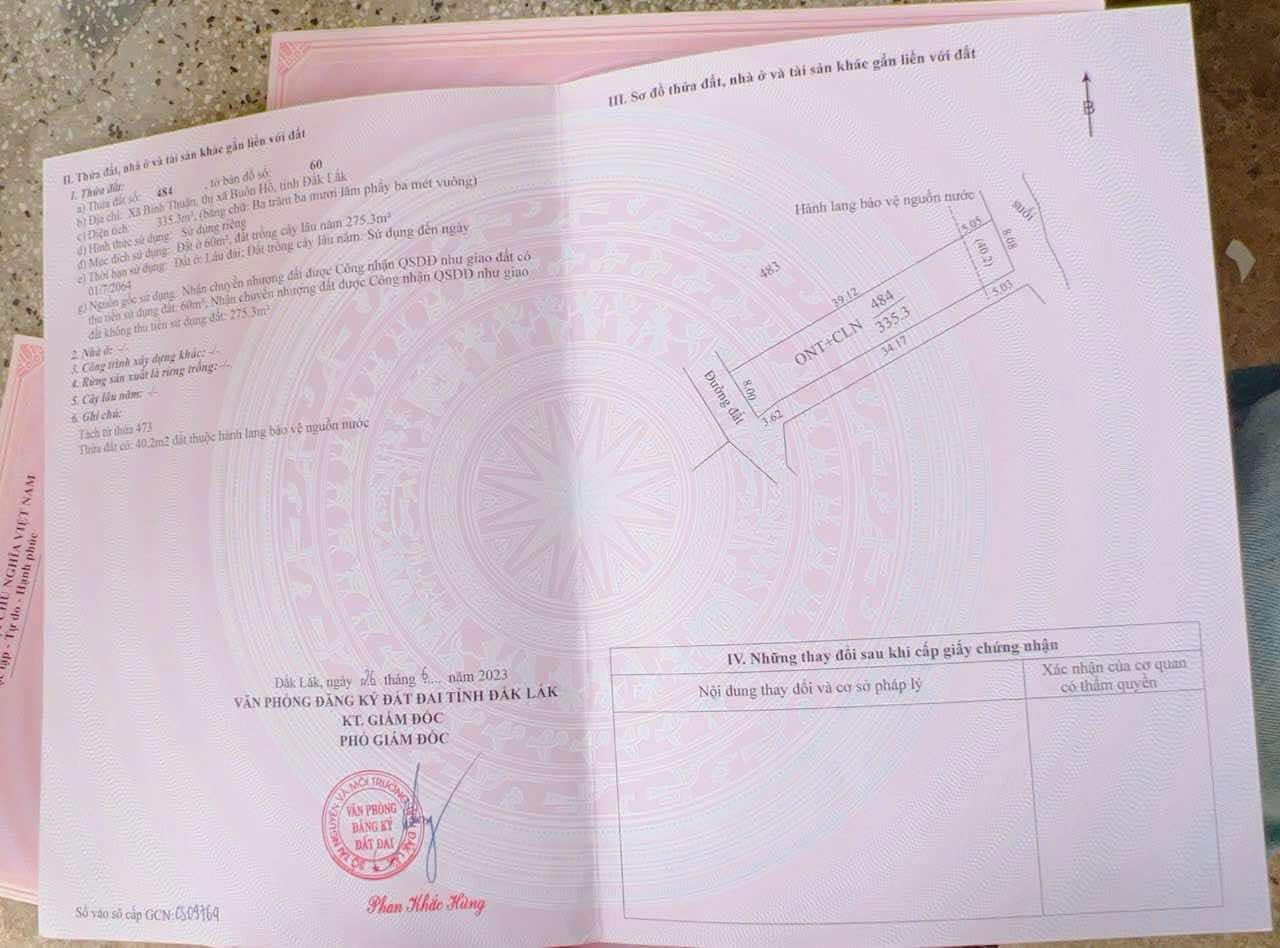 II. Thửa đất, nhà ở và tài sản khác gắn liền với đất
1. Thửa đất:
a) Thửa đất số: 484 , tờ bản đồ số: 60
b) Địa chỉ: Xã Bình Thuận, thị xã Buôn Hồ, tỉnh Đắk Lắk
c) Diện tích: 335.3m², (bằng chữ: Ba trăm ba mươi lăm phẩy ba mét vuông)
d) Hình thức sử dụng: Sử dụng riêng
đ) Mục đích sử dụng: Đất ở 60m², đất trồng cây lâu năm 275.3m²
e) Thời hạn sử dụng: Đất ở: Lâu dài; Đất trồng cây lâu năm: Sử dụng đến ngày
01/7/2064
g) Nguồn gốc sử dụng: Nhận chuyển nhượng đất được Công nhận QSDĐ như giao đất có
thu tiền sử dụng đất: 60m², Nhận chuyển nhượng đất được Công nhận QSDĐ như giao
đất không thu tiền sử dụng đất: 275.3m²
2. Nhà ở: -/-.
3. Công trình xây dựng khác: -/-.
4. Rừng sản xuất là rừng trồng: -/-.
5. Cây lâu năm: -/-
6. Ghi chú:
Tách từ thửa 473
Thửa đất có: 40.2m2 đất thuộc hành lang bảo vệ nguồn nước
Đắk Lắk, ngày 26 tháng 6 năm 2023
VĂN PHÒNG ĐĂNG KÝ ĐẤT ĐAI TỈNH ĐẮK LẮK
KT. GIÁM ĐỐC
PHÓ GIÁM ĐỐC
SỞ TÀI NGUYÊN VÀ MÔI TRƯỜNG ĐẮK LẮK
VĂN PHÒNG
ĐĂNG KÝ
ĐẤT ĐAI
Phan Khắc Hùng
Số vào sổ cấp GCN: CS09764
III. Sơ đồ thửa đất, nhà ở và tài sản khác gắn liền với đất
B
Hành lang bảo vệ nguồn nước
suối
5.05
8.08
(40.2)
5.03
483
39.12
484
ONT+CLN
335.3
34.17
Đường đất
8.00
1.62
IV. Những thay đổi sau khi cấp giấy chứng nhận
Nội dung thay đổi và cơ sở pháp lý
Xác nhận của cơ quan
có thẩm quyền
CHỦ NGHĨA VIỆT NAM
lập - Tự do - Hạnh phúc